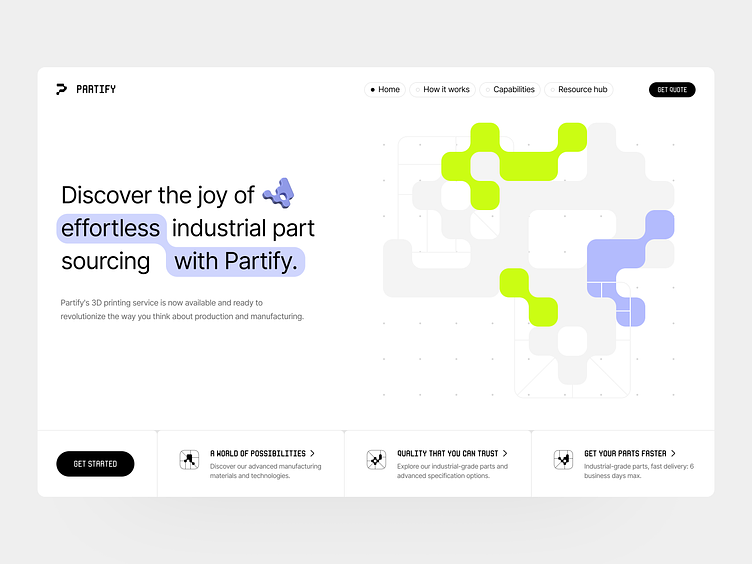 PARTIFY
Home
How it works
Capabilities
Resource hub
GET QUOTE
Discover the joy of
effortless industrial part
sourcing with Partify.
Partify's 3D printing service is now available and ready to
revolutionize the way you think about production and manufacturing.
GET STARTED
A WORLD OF POSSIBILITIES
Discover our advanced manufacturing
materials and technologies.
QUALITY THAT YOU CAN TRUST
Explore our industrial-grade parts and
advanced specification options.
GET YOUR PARTS FASTER
Industrial-grade parts, fast delivery: 6
business days max.